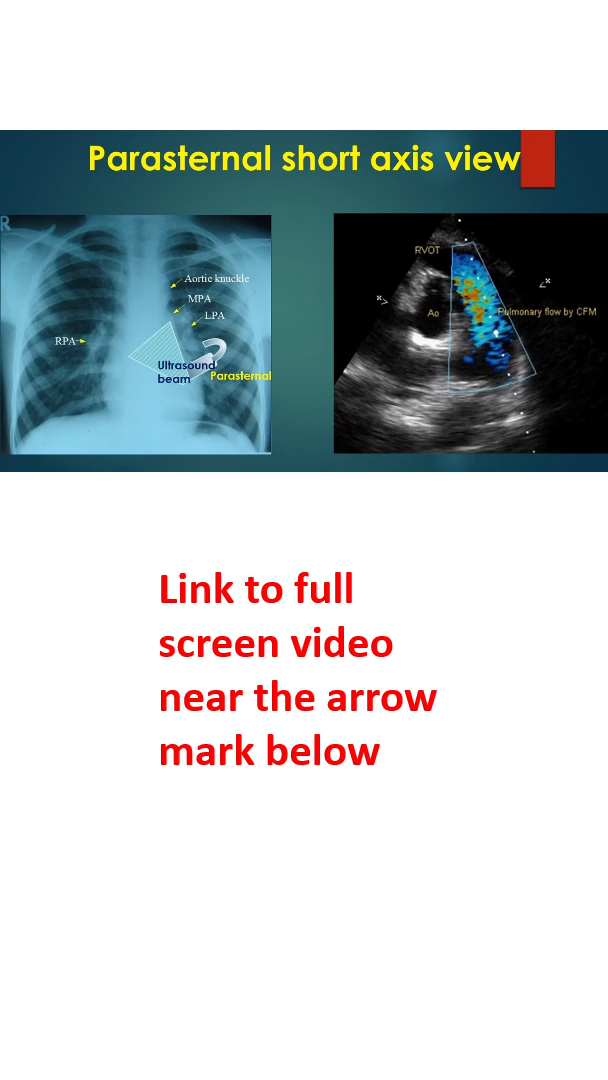 Parasternal short axis view
R
Aortic knuckle
MPA
LPA
RPA
Ultrasound
beam
Parasternal
RVOT
Ao
Pulmonary flow by CFM
Link to full
screen video
near the arrow
mark below